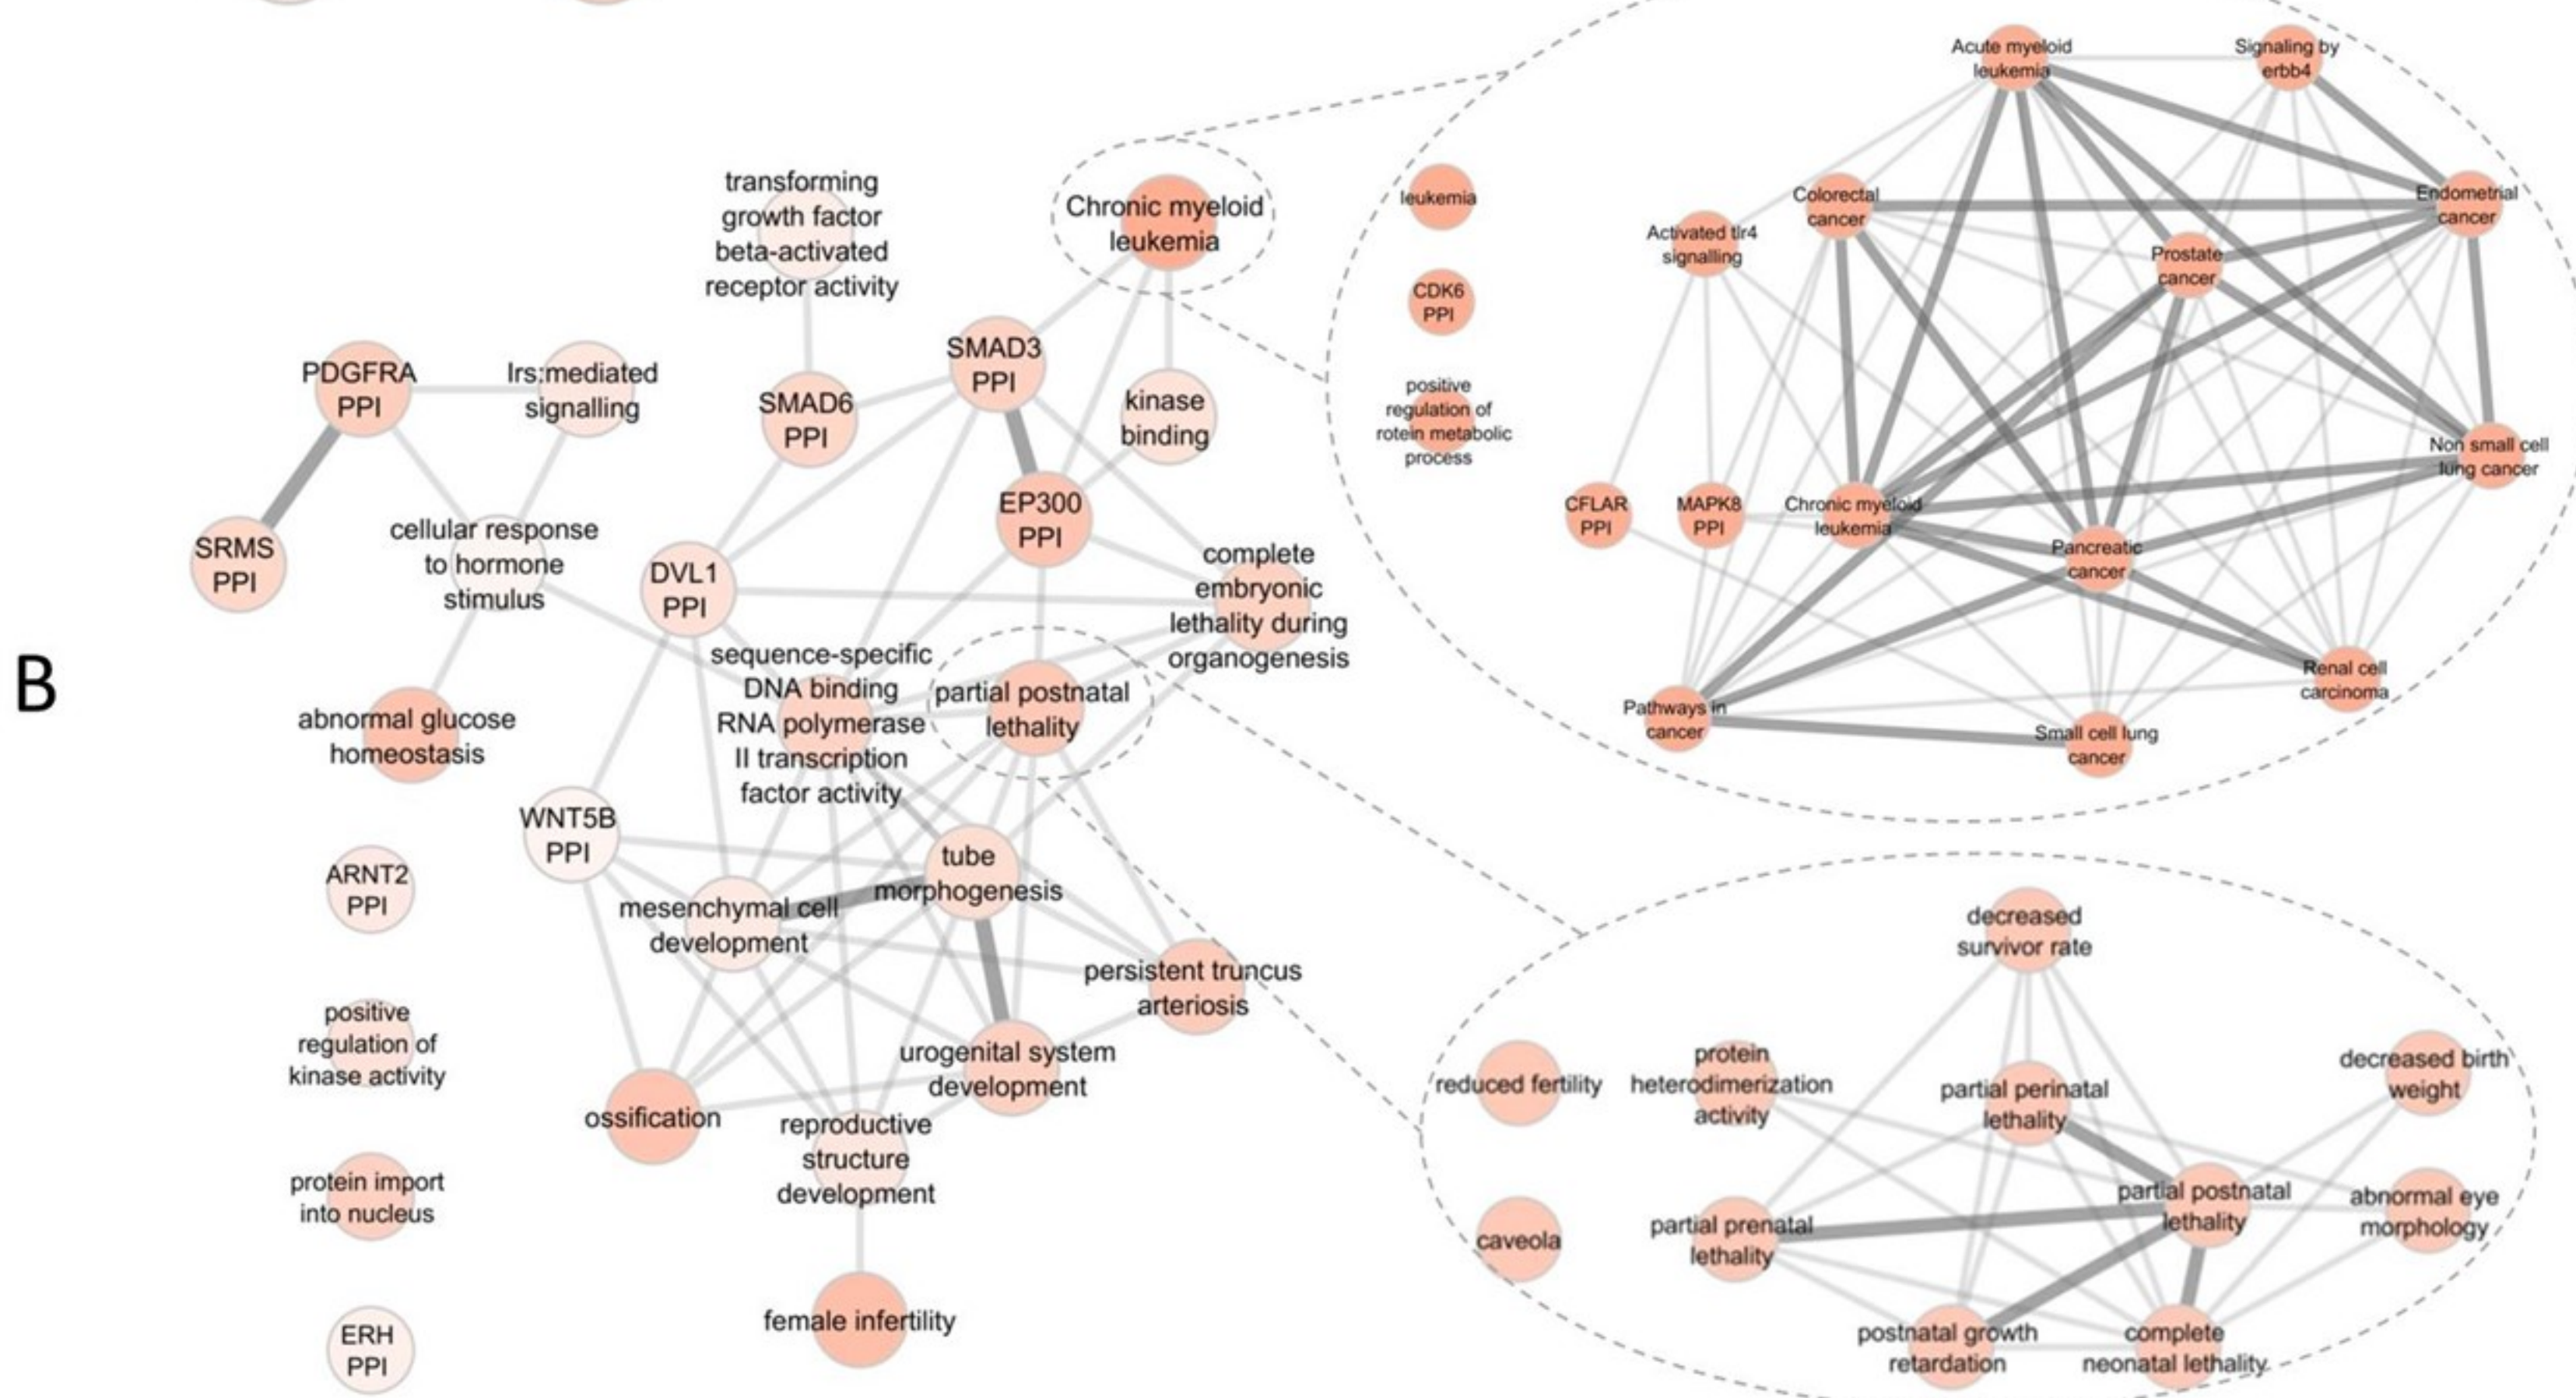 B
transforming
growth factor
beta-activated
receptor activity
Chronic myeloid
leukemia
PDGFRA
PPI
Irs:mediated
signalling
SMAD6
PPI
SMAD3
PPI
kinase
binding
EP300
PPI
SRMS
PPI
cellular response
to hormone
stimulus
DVL1
PPI
complete
embryonic
lethality during
organogenesis
sequence-specific
DNA binding
RNA polymerase
II transcription
factor activity
partial postnatal
lethality
abnormal glucose
homeostasis
WNT5B
PPI
ARNT2
PPI
tube
morphogenesis
mesenchymal cell
development
persistent truncus
arteriosis
positive
regulation of
kinase activity
urogenital system
development
ossification
reproductive
structure
development
protein import
into nucleus
female infertility
ERH
PPI
Acute myeloid
leukemia
Signaling by
erbb4
leukemia
Colorectal
cancer
Endometrial
cancer
Activated tlr4
signalling
Prostate
cancer
CDK6
PPI
positive
regulation of
rotein metabolic
process
Non small cell
lung cancer
CFLAR
PPI
MAPK8
PPI
Chronic myeloid
leukemia
Pancreatic
cancer
Renal cell
carcinoma
Pathways in
cancer
Small cell lung
cancer
decreased
survivor rate
reduced fertility
protein
heterodimerization
activity
partial perinatal
lethality
decreased birth
weight
caveola
partial prenatal
lethality
partial postnatal
lethality
abnormal eye
morphology
postnatal growth
retardation
complete
neonatal lethality